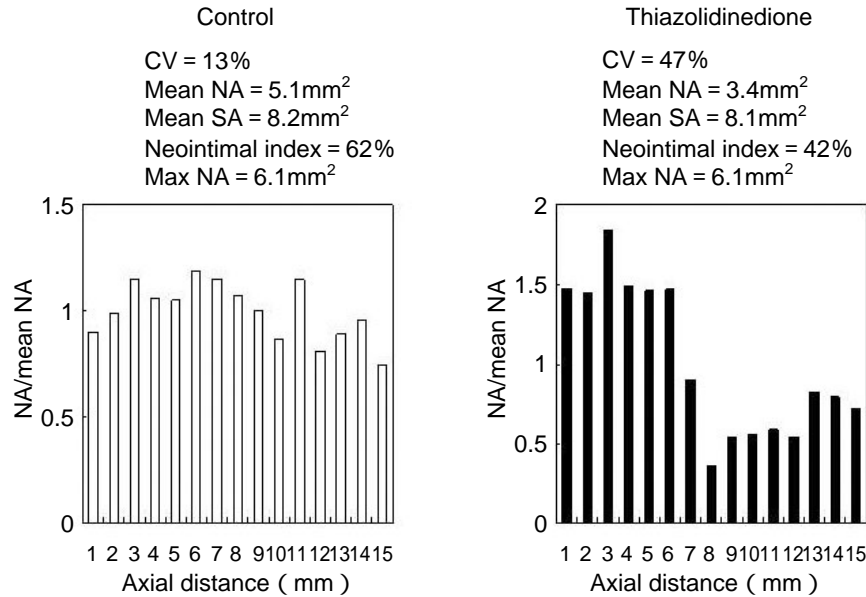 Control
CV = 13%
Mean NA = 5.1mm²
Mean SA = 8.2mm²
Neointimal index = 62%
Max NA = 6.1mm²
1.5
1
0.5
0
NA/mean NA
1 2 3 4 5 6 7 8 9 10 11 12 13 14 15
Axial distance ( mm )
Thiazolidinedione
CV = 47%
Mean NA = 3.4mm²
Mean SA = 8.1mm²
Neointimal index = 42%
Max NA = 6.1mm²
2
1.5
1
0.5
0
NA/mean NA
1 2 3 4 5 6 7 8 9 10 11 12 13 14 15
Axial distance ( mm )